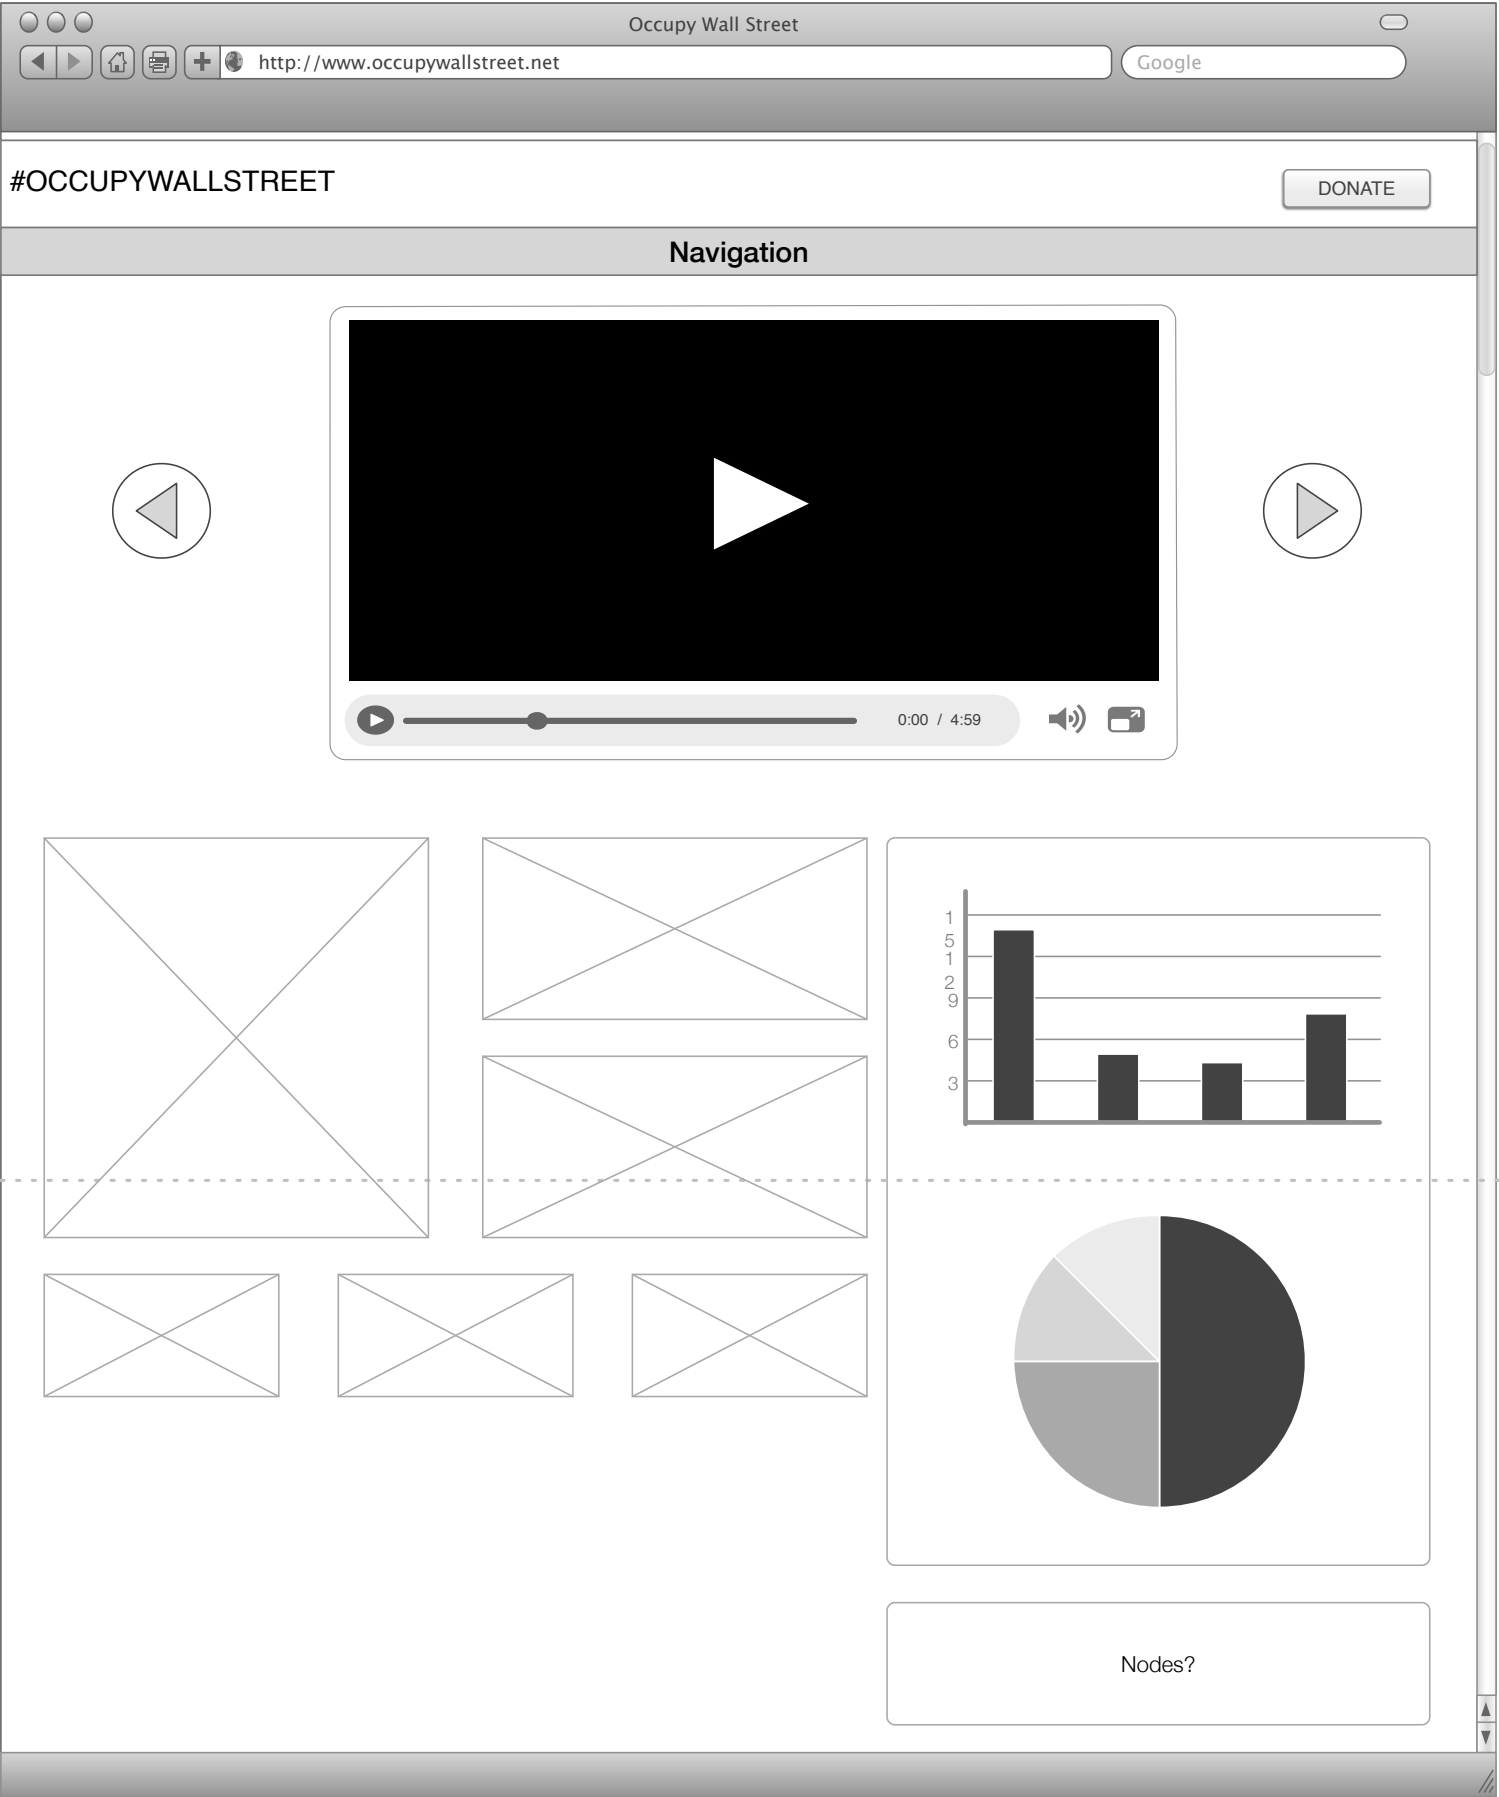 Occupy Wall Street
http://www.occupywallstreet.net
Google
#OCCUPYWALLSTREET
DONATE
Navigation
0:00 / 4:59
1
5
1
2
9
6
3
Nodes?